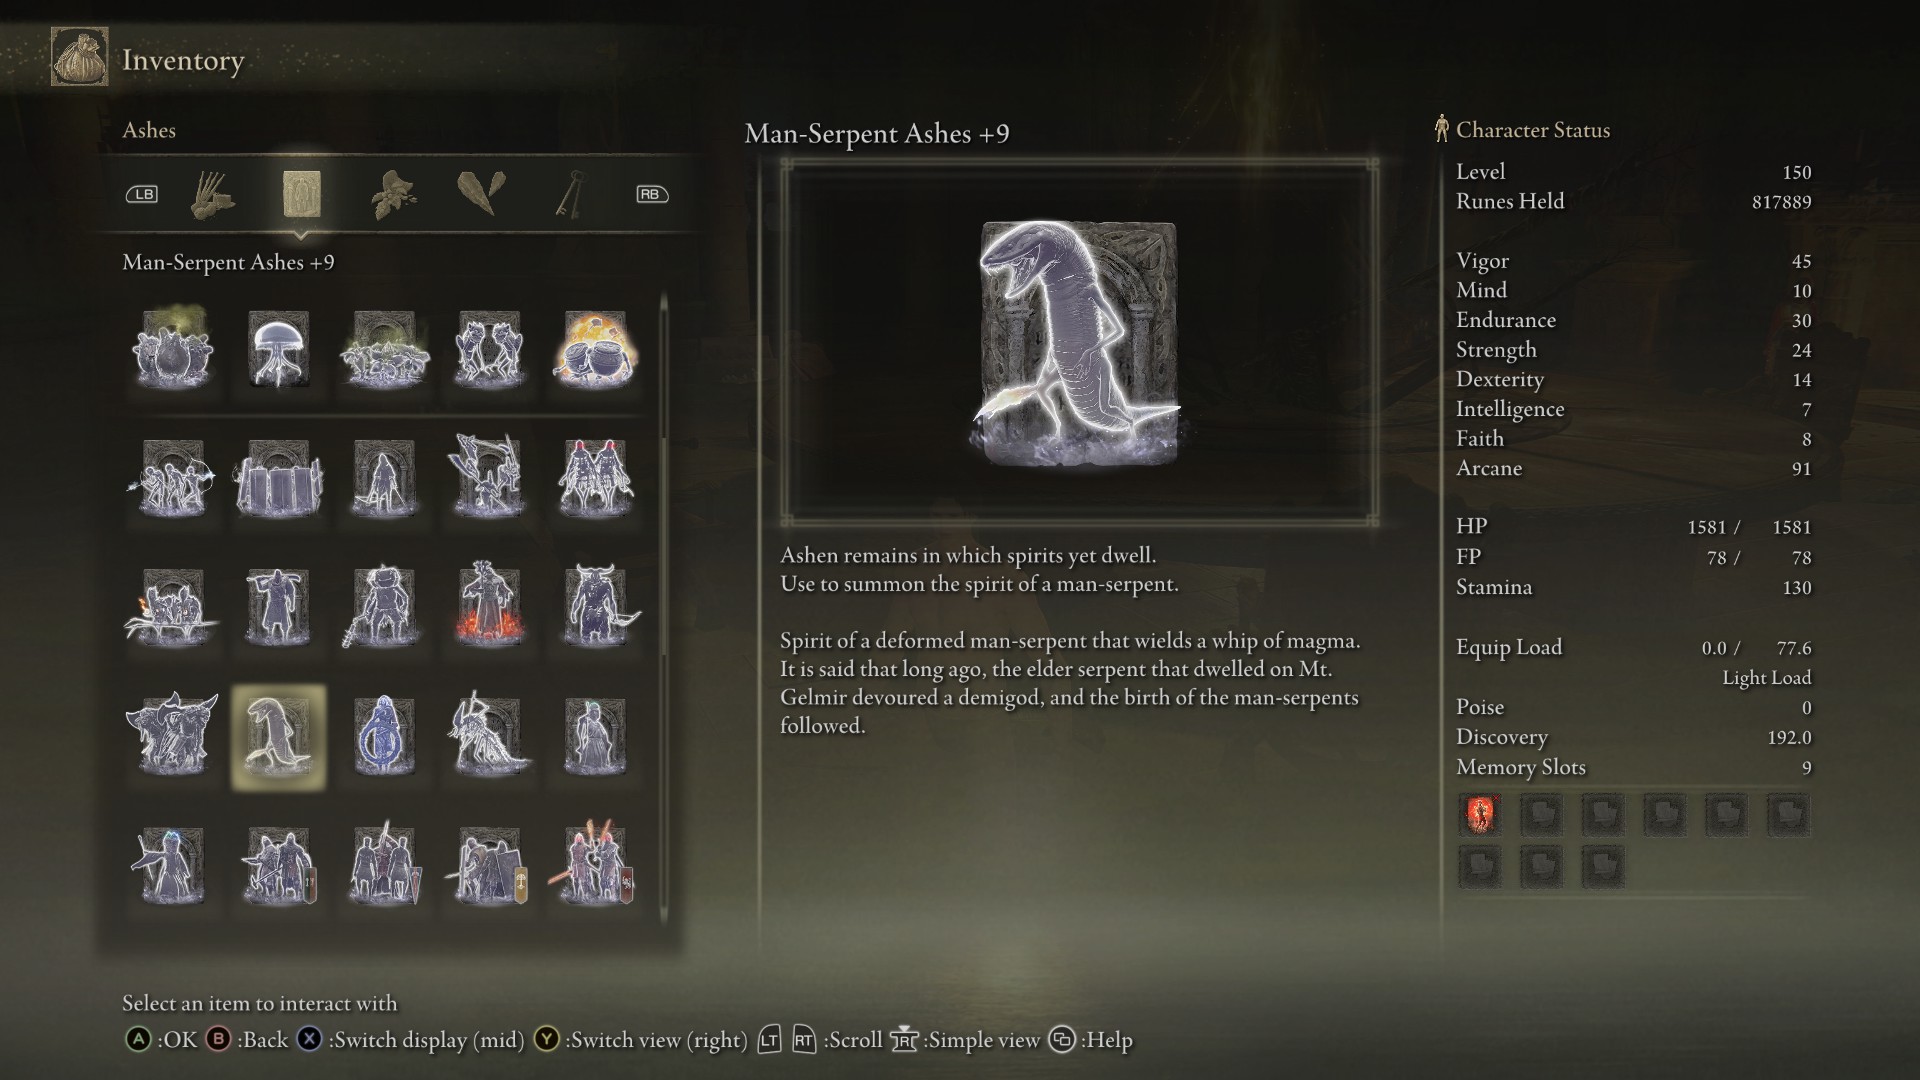 Inventory
Ashes
LB
RB
Man-Serpent Ashes +9
Man-Serpent Ashes +9
Ashen remains in which spirits yet dwell.
Use to summon the spirit of a man-serpent.
Spirit of a deformed man-serpent that wields a whip of magma.
It is said that long ago, the elder serpent that dwelled on Mt.
Gelmir devoured a demigod, and the birth of the man-serpents
followed.
Character Status
Level 150
Runes Held 817889
Vigor 45
Mind 10
Endurance 30
Strength 24
Dexterity 14
Intelligence 7
Faith 8
Arcane 91
HP 1581 / 1581
FP 78 / 78
Stamina 130
Equip Load 0.0 / 77.6
Light Load
Poise 0
Discovery 192.0
Memory Slots 9
Select an item to interact with
A :OK B :Back X :Switch display (mid) Y :Switch view (right) LT RT :Scroll R :Simple view :Help